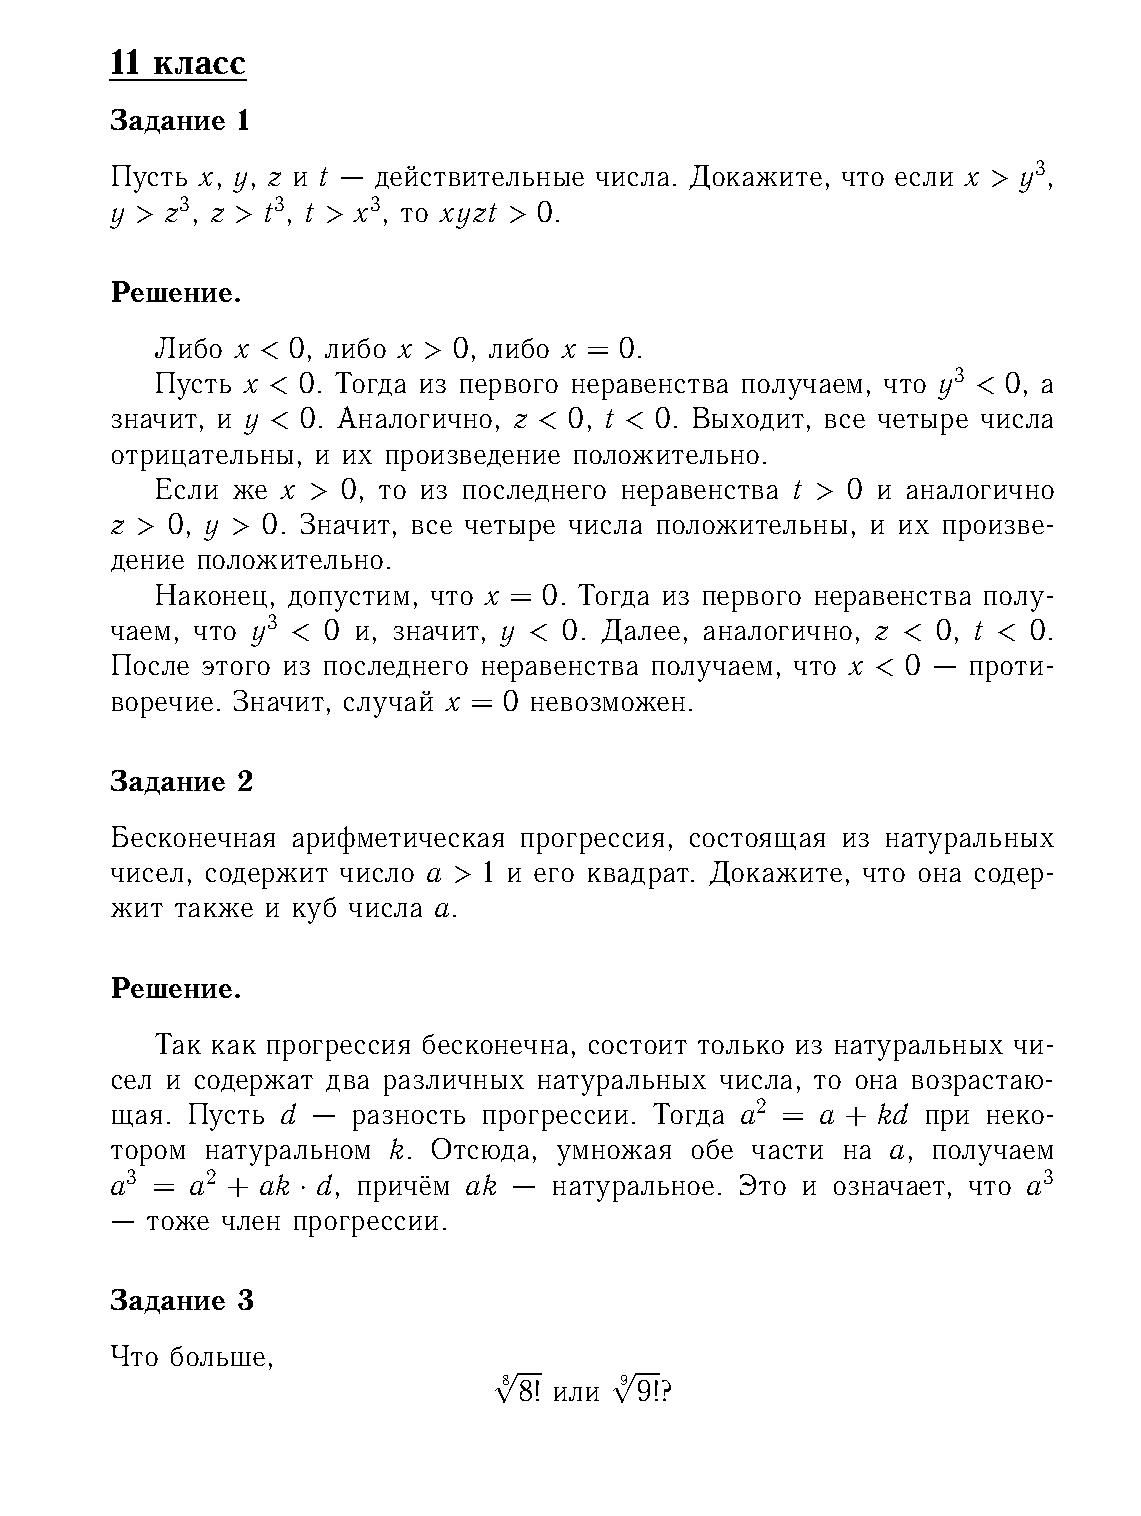 11 класс
Задание 1
Пусть x, y, z и t — действительные числа. Докажите, что если x > y³,
y > z³, z > t³, t > x³, то xyzt > 0.
Решение.
Либо x < 0, либо x > 0, либо x = 0.
Пусть x < 0. Тогда из первого неравенства получаем, что y³ < 0, а
значит, и y < 0. Аналогично, z < 0, t < 0. Выходит, все четыре числа
отрицательны, и их произведение положительно.
Если же x > 0, то из последнего неравенства t > 0 и аналогично
z > 0, y > 0. Значит, все четыре числа положительны, и их произве-
дение положительно.
Наконец, допустим, что x = 0. Тогда из первого неравенства полу-
чаем, что y³ < 0 и, значит, y < 0. Далее, аналогично, z < 0, t < 0.
После этого из последнего неравенства получаем, что x < 0 — проти-
воречие. Значит, случай x = 0 невозможен.
Задание 2
Бесконечная арифметическая прогрессия, состоящая из натуральных
чисел, содержит число a > 1 и его квадрат. Докажите, что она содер-
жит также и куб числа a.
Решение.
Так как прогрессия бесконечна, состоит только из натуральных чи-
сел и содержат два различных натуральных числа, то она возрастаю-
щая. Пусть d — разность прогрессии. Тогда a² = a + kd при неко-
тором натуральном k. Отсюда, умножая обе части на a, получаем
a³ = a² + ak · d, причём ak — натуральное. Это и означает, что a³
— тоже член прогрессии.
Задание 3
Что больше,
⁸√8! или ⁹√9!?